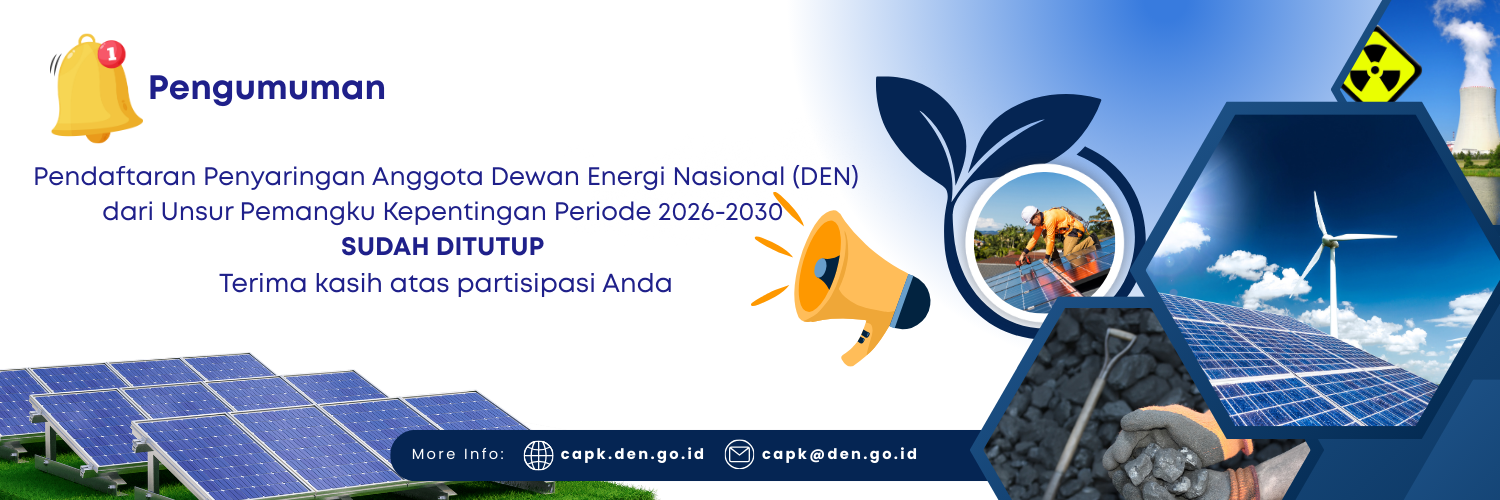 1
Pengumuman
Pendaftaran Penyaringan Anggota Dewan Energi Nasional (DEN)
dari Unsur Pemangku Kepentingan Periode 2026-2030
SUDAH DITUTUP
Terima kasih atas partisipasi Anda
More Info: capk.den.go.id capk@den.go.id